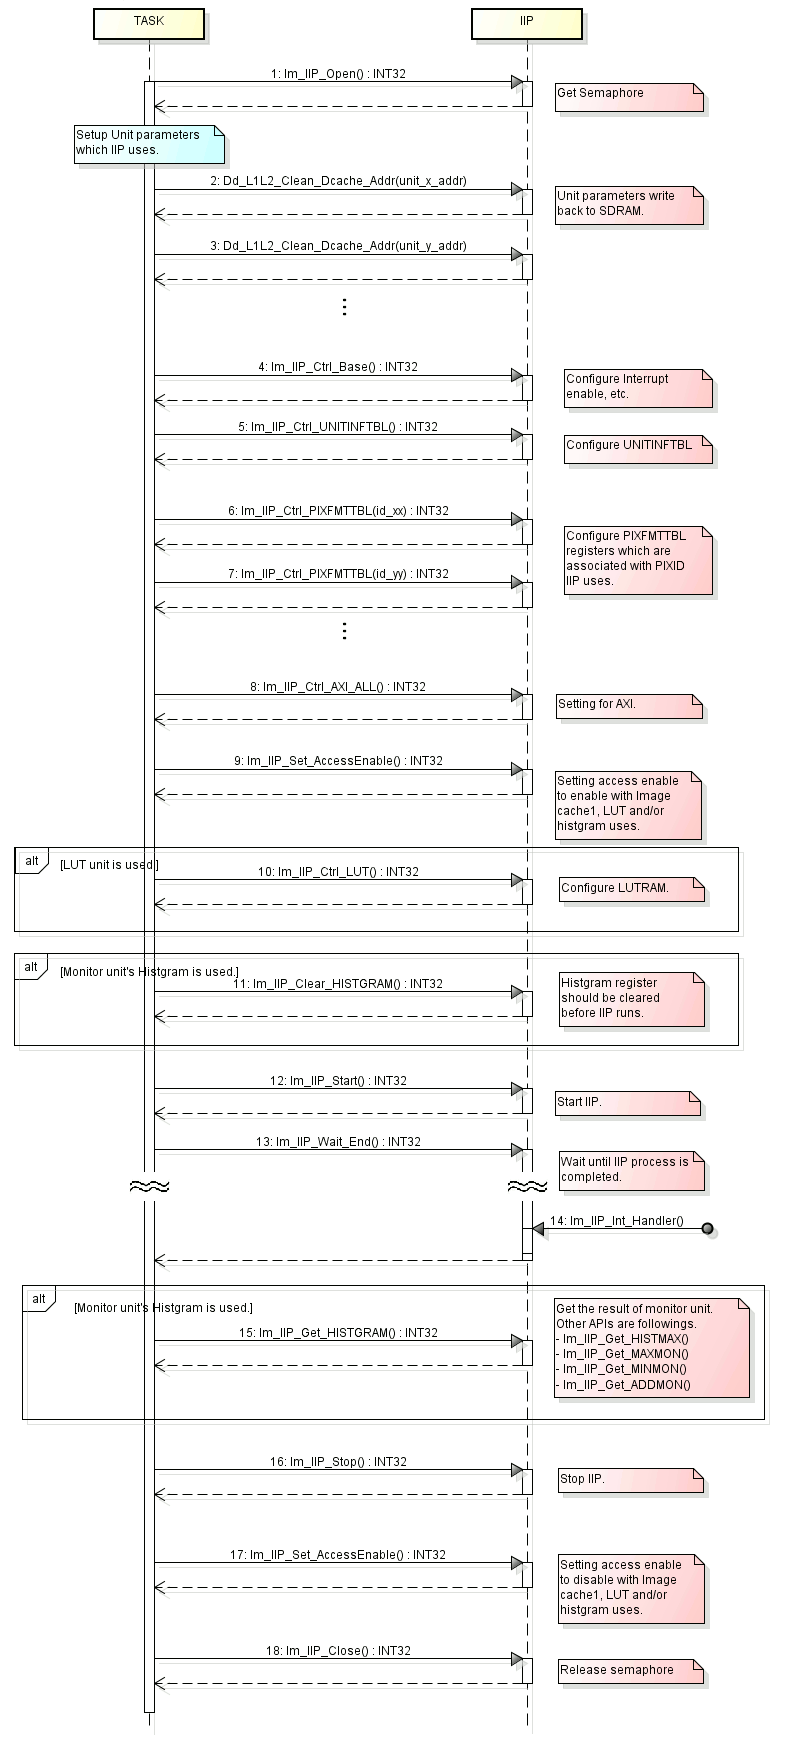 TASK
IIP
1: Im_IIP_Open() : INT32
Get Semaphore
Setup Unit parameters
which IIP uses.
2: Dd_L1L2_Clean_Dcache_Addr(unit_x_addr)
Unit parameters write
back to SDRAM.
3: Dd_L1L2_Clean_Dcache_Addr(unit_y_addr)
4: Im_IIP_Ctrl_Base() : INT32
Configure Interrupt
enable, etc.
5: Im_IIP_Ctrl_UNITINFTBL() : INT32
Configure UNITINFTBL
6: Im_IIP_Ctrl_PIXFMTTBL(id_xx) : INT32
Configure PIXFMTTBL
registers which are
associated with PIXID
IIP uses.
7: Im_IIP_Ctrl_PIXFMTTBL(id_yy) : INT32
8: Im_IIP_Ctrl_AXI_ALL() : INT32
Setting for AXI.
9: Im_IIP_Set_AccessEnable() : INT32
Setting access enable
to enable with Image
cache1, LUT and/or
histgram uses.
alt
[LUT unit is used.]
10: Im_IIP_Ctrl_LUT() : INT32
Configure LUTRAM.
alt
[Monitor unit's Histgram is used.]
11: Im_IIP_Clear_HISTGRAM() : INT32
Histgram register
should be cleared
before IIP runs.
12: Im_IIP_Start() : INT32
Start IIP.
13: Im_IIP_Wait_End() : INT32
Wait until IIP process is
completed.
14: Im_IIP_Int_Handler()
alt
[Monitor unit's Histgram is used.]
Get the result of monitor unit.
Other APIs are followings.
- Im_IIP_Get_HISTMAX()
- Im_IIP_Get_MAXMON()
- Im_IIP_Get_MINMON()
- Im_IIP_Get_ADDMON()
15: Im_IIP_Get_HISTGRAM() : INT32
16: Im_IIP_Stop() : INT32
Stop IIP.
17: Im_IIP_Set_AccessEnable() : INT32
Setting access enable
to disable with Image
cache1, LUT and/or
histgram uses.
18: Im_IIP_Close() : INT32
Release semaphore